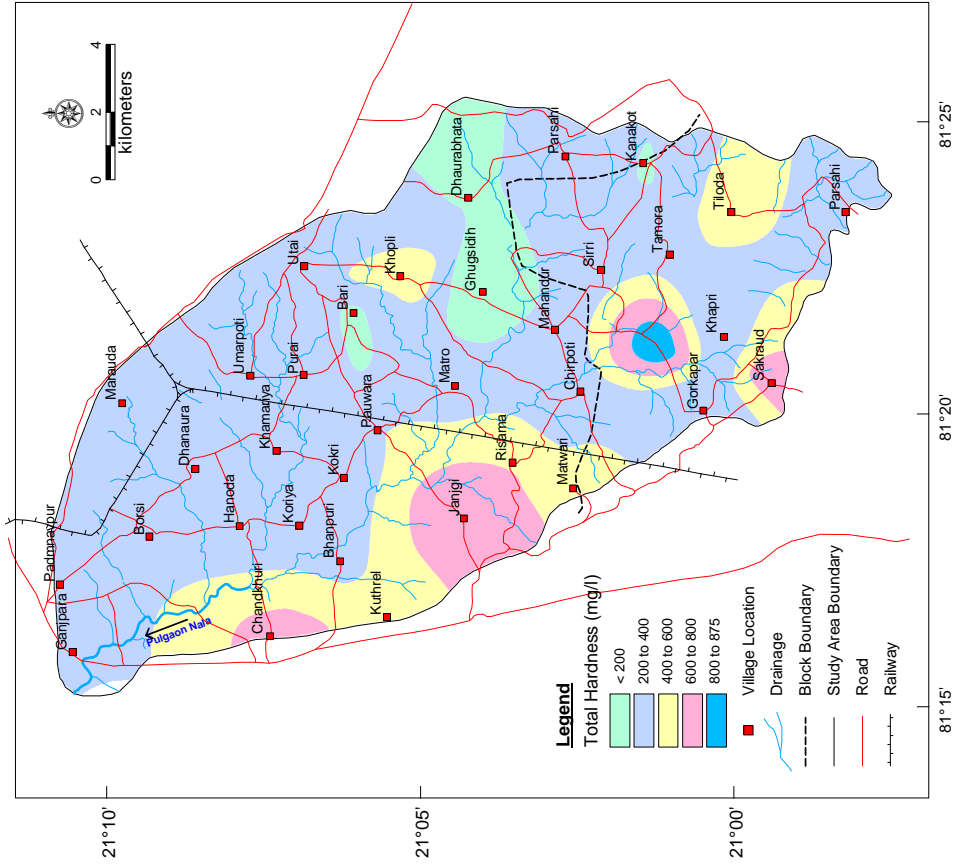 0 2 4
kilometers
Ganjpara
Padmnavpur
Borsi
Marauda
Dhanaura
Hanoda
Khamariya
Umarpoti
Purai
Utai
Koriya
Kokri
Bhanpuri
Chandkhuri
Pulgaon Nala
Kuthrel
Pauwara
Bari
Khopli
Matro
Ghugsidih
Dhaurabhata
Janjgi
Risama
Matwari
Chirpoti
Mahandur
Sirri
Parsahi
Kanakot
Tamora
Tiloda
Parsahi
Khapri
Gorkapar
Sakraud
Legend
Total Hardness (mg/l)
< 200
200 to 400
400 to 600
600 to 800
800 to 875
Village Location
Drainage
Block Boundary
Study Area Boundary
Road
Railway
21°10'
21°05'
21°00'
81°15'
81°20'
81°25'